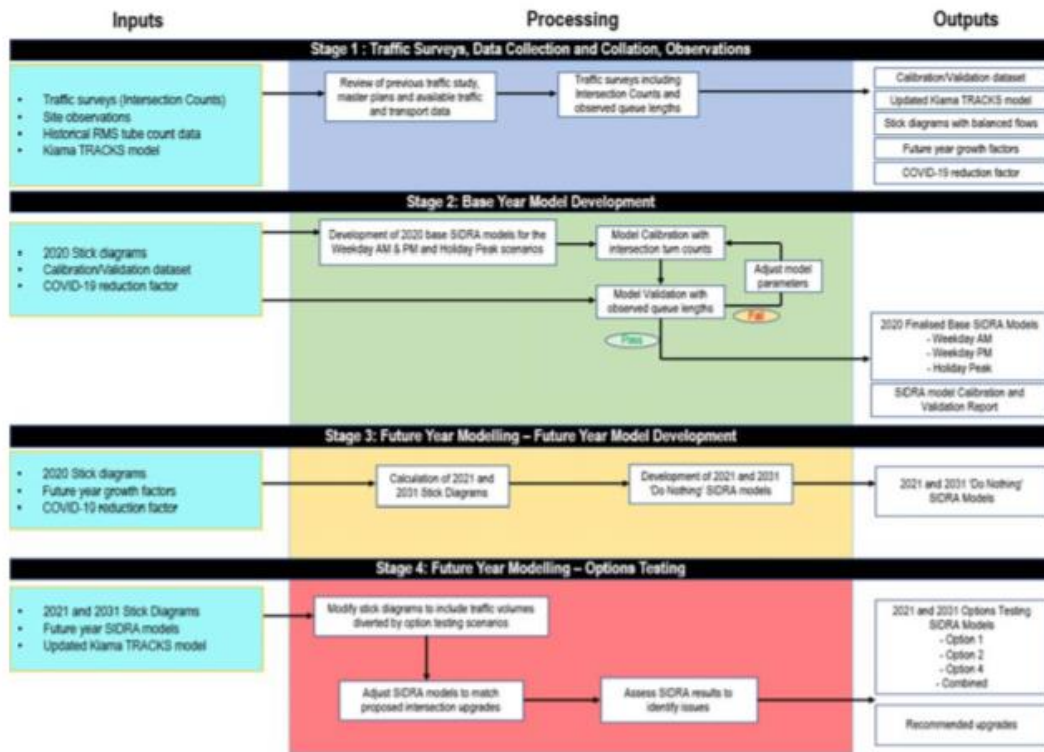 Inputs
Processing
Outputs
Stage 1 : Traffic Surveys, Data Collection and Collation, Observations
• Traffic surveys (Intersection Counts)
• Site observations
• Historical RMS tube count data
• Kiama TRACKS model
Review of previous traffic study,
master plans and available traffic
and transport data
Traffic surveys including
Intersection Counts and
observed queue lengths
Calibration/Validation dataset
Updated Kiama TRACKS model
Stick diagrams with balanced flows
Future year growth factors
COVID-19 reduction factor
Stage 2: Base Year Model Development
• 2020 Stick diagrams
• Calibration/Validation dataset
• COVID-19 reduction factor
Development of 2020 base SIDRA models for the
Weekday AM & PM and Holiday Peak scenarios
Model Calibration with
intersection turn counts
Adjust model
parameters
Model Validation with
observed queue lengths
Fail
Pass
2020 Finalised Base SIDRA Models
- Weekday AM
- Weekday PM
- Holiday Peak
SIDRA model Calibration and
Validation Report
Stage 3: Future Year Modelling – Future Year Model Development
• 2020 Stick diagrams
• Future year growth factors
• COVID-19 reduction factor
Calculation of 2021 and
2031 Stick Diagrams
Development of 2021 and 2031
'Do Nothing' SIDRA models
2021 and 2031 'Do Nothing'
SIDRA Models
Stage 4: Future Year Modelling – Options Testing
• 2021 and 2031 Stick Diagrams
• Future year SIDRA models
• Updated Kiama TRACKS model
Modify stick diagrams to include traffic volumes
diverted by option testing scenarios
Adjust SIDRA models to match
proposed intersection upgrades
Assess SIDRA results to
identify issues
2021 and 2031 Options Testing
SIDRA Models
- Option 1
- Option 2
- Option 4
- Combined
Recommended upgrades